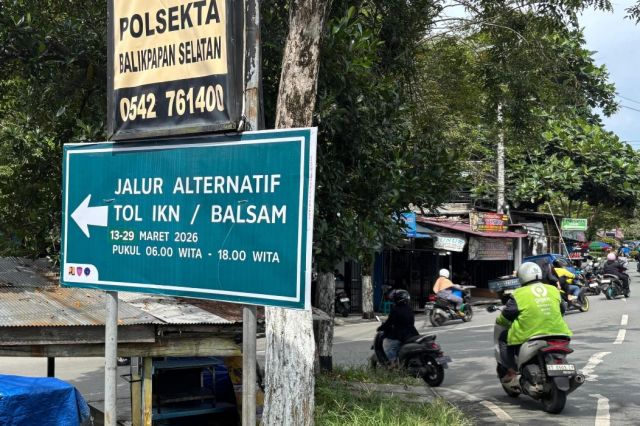 POLSEKTA
BALIKPAPAN SELATAN
0542 761400
JALUR ALTERNATIF
TOL IKN / BALSAM
13-29 MARET 2026
PUKUL 06.00 WITA - 18.00 WITA